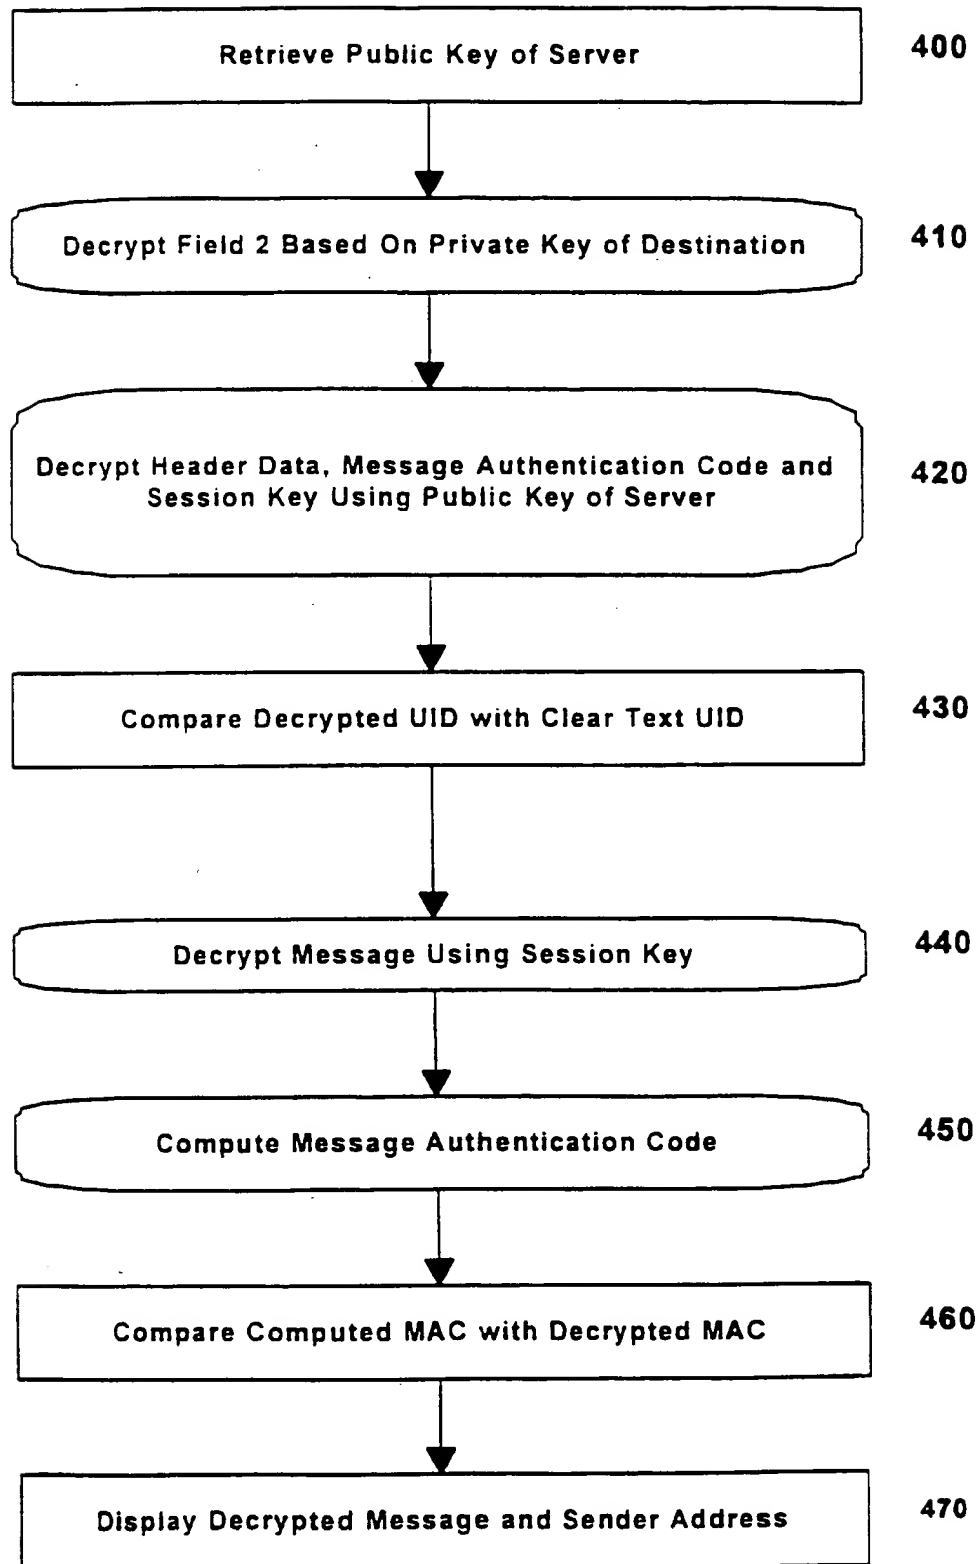 Retrieve Public Key of Server
400
Decrypt Field 2 Based On Private Key of Destination
410
Decrypt Header Data, Message Authentication Code and
Session Key Using Public Key of Server
420
Compare Decrypted UID with Clear Text UID
430
Decrypt Message Using Session Key
440
Compute Message Authentication Code
450
Compare Computed MAC with Decrypted MAC
460
Display Decrypted Message and Sender Address
470